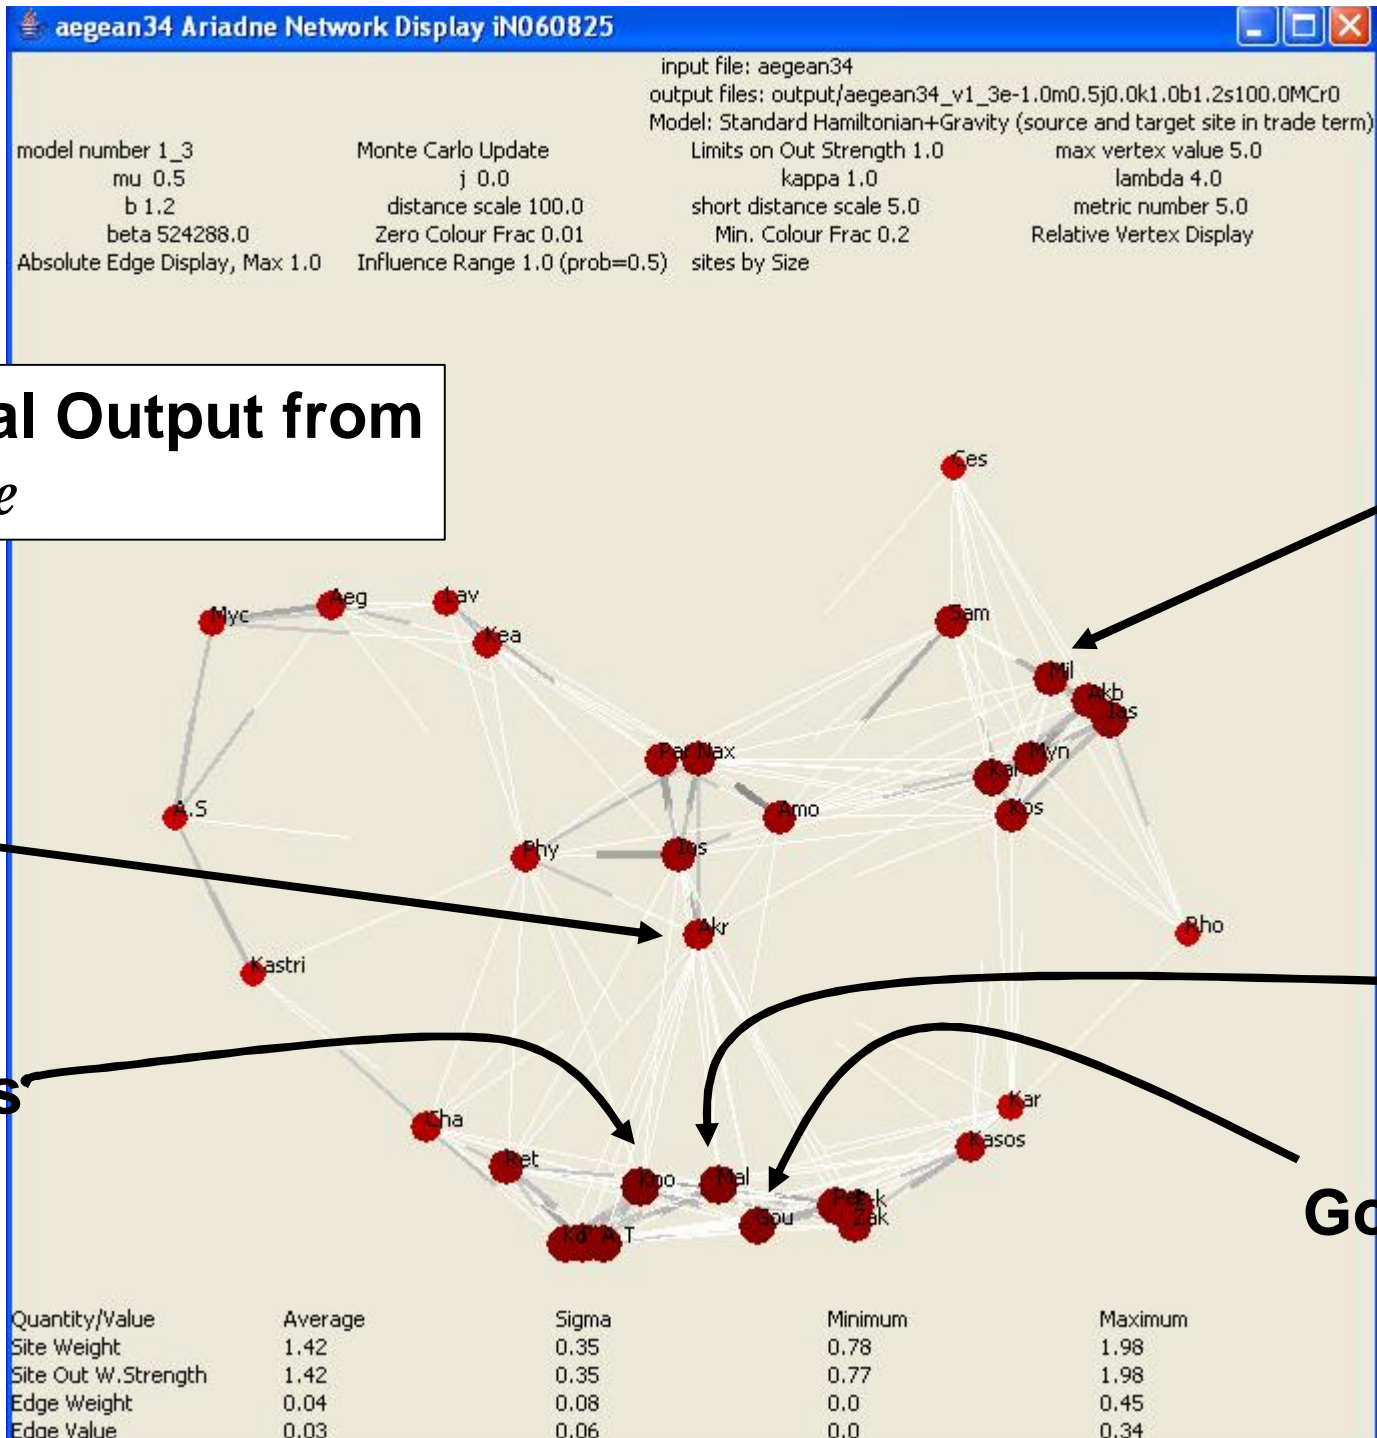 aegean34 Ariadne Network Display iN060825
input file: aegean34
output files: output/aegean34_v1_3e-1.0m0.5j0.0k1.0b1.2s100.0MCr0
Model: Standard Hamiltonian+Gravity (source and target site in trade term)
model number 1_3 Monte Carlo Update Limits on Out Strength 1.0 max vertex value 5.0
mu 0.5 j 0.0 kappa 1.0 lambda 4.0
b 1.2 distance scale 100.0 short distance scale 5.0 metric number 5.0
beta 524288.0 Zero Colour Frac 0.01 Min. Colour Frac 0.2 Relative Vertex Display
Absolute Edge Display, Max 1.0 Influence Range 1.0 (prob=0.5) sites by Size
al Output from
e
Ces
Aeg
Lav
Myc
Sam
Kea
Mil
Akb
Ias
Par Nax
Myn
Kal
A.S
Amo
Kos
Phy
Ios
Akr
Rho
Kastri
s
Kar
Cha
Kasos
Ret
Kno
Mal
Gou
Zak
A.T
Go
Quantity/Value Average Sigma Minimum Maximum
Site Weight 1.42 0.35 0.78 1.98
Site Out W.Strength 1.42 0.35 0.77 1.98
Edge Weight 0.04 0.08 0.0 0.45
Edge Value 0.03 0.06 0.0 0.34